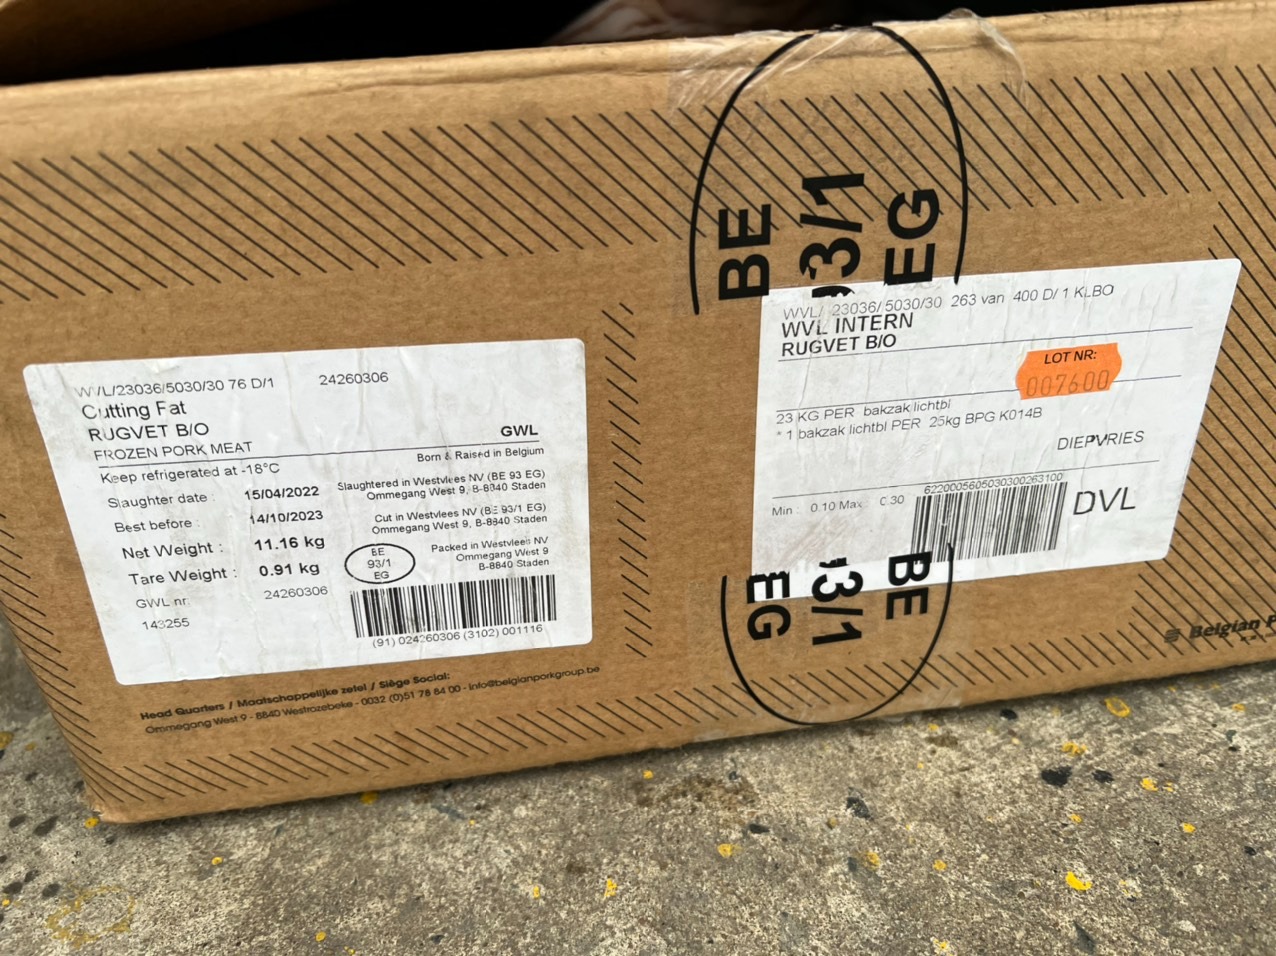 WVL/23036/5030/30 76 D/1 24260306
Cutting Fat
RUGVET B/O
FROZEN PORK MEAT
GWL
Keep refrigerated at -18°C
Born & Raised in Belgium
Slaughter date : 15/04/2022
Slaughtered in Westvlees NV (BE 93 EG)
Ommegang West 9, B-8840 Staden
Best before : 14/10/2023
Cut in Westvlees NV (BE 93/1 EG)
Ommegang West 9, B-8840 Staden
Net Weight : 11.16 kg
Tare Weight : 0.91 kg
BE
93/1
EG
Packed in Westvlees NV
Ommegang West 9
B-8840 Staden
GWL nr. 24260306
143255
(91) 024260306 (3102) 001116
Head Quarters / Maatschappelijke zetel / Siège Social:
Ommegang West 9 - 8840 Westrozebeke - 0032 (0)51 78 84 00 - info@belgianporkgroup.be
BE
93/1
EG
WVL/ 23036/5030/30 263 van 400 D/1 KLBO
WVL INTERN
RUGVET B/O
LOT NR:
007600
23 KG PER bakzak lichtbl
* 1 bakzak lichtbl PER 25kg BPG K014B
DIEPVRIES
Min : 0.10 Max 0.30
6220005605030300263100
DVL
BE
93/1
EG
Belgian P